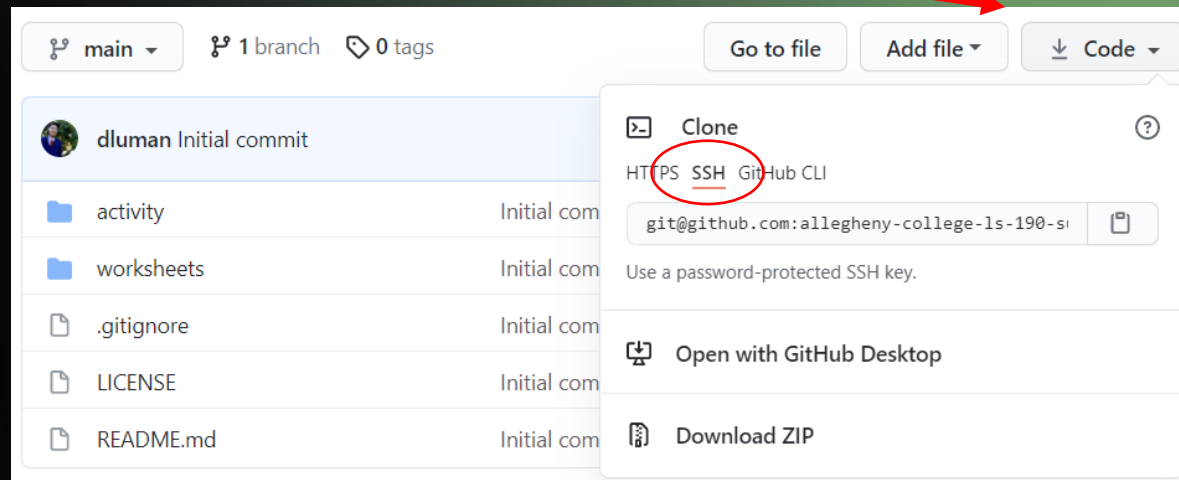 main 1 branch 0 tags Go to file Add file Code
dluman Initial commit
Clone
HTTPS SSH GitHub CLI
activity Initial com
git@github.com:allegheny-college-ls-190-s
worksheets Initial com
Use a password-protected SSH key.
.gitignore Initial com
Open with GitHub Desktop
LICENSE Initial com
README.md Initial com
Download ZIP